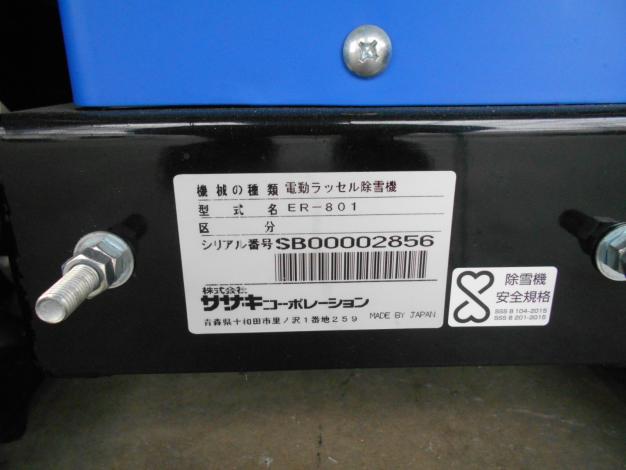 機械の種類 電動ラッセル除雪機
型式名 ER-801
区分
シリアル番号 SB00002856
株式会社
ササキコーポレーション
青森県十和田市里ノ沢1番地259 MADE BY JAPAN
除雪機
安全規格
SSS B 104-2015
SSS B 201-2015